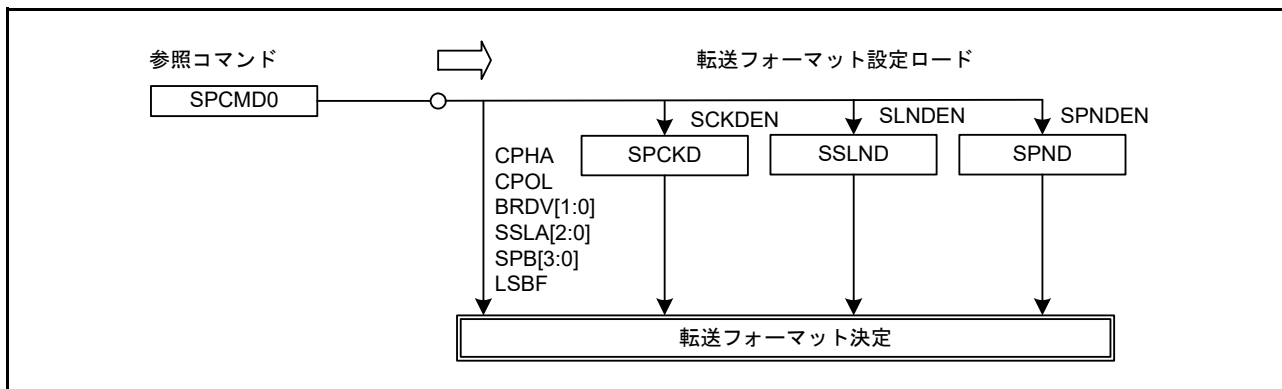 参照コマンド
転送フォーマット設定ロード
SPCMD0
SCKDEN
SLNDEN
SPNDEN
SPCKD
SSLND
SPND
CPHA
CPOL
BRDV[1:0]
SSLA[2:0]
SPB[3:0]
LSBF
転送フォーマット決定